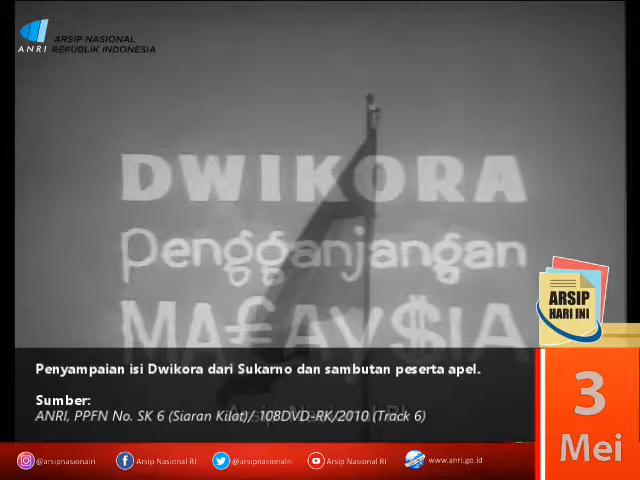 ANRI
ARSIP NASIONAL
REPUBLIK INDONESIA
DWIKORA
Pengganjangan
MA£AY$IA
ARSIP
HARI INI
Penyampaian isi Dwikora dari Sukarno dan sambutan peserta apel.
Sumber:
ANRI, PPFN No. SK 6 (Siaran Kilat)/ 108DVD-RK/2010 (Track 6)
3
Mei
@arsipnasionalri
Arsip Nasional RI
@arsipnasionalri
Arsip Nasional RI
www.anri.go.id